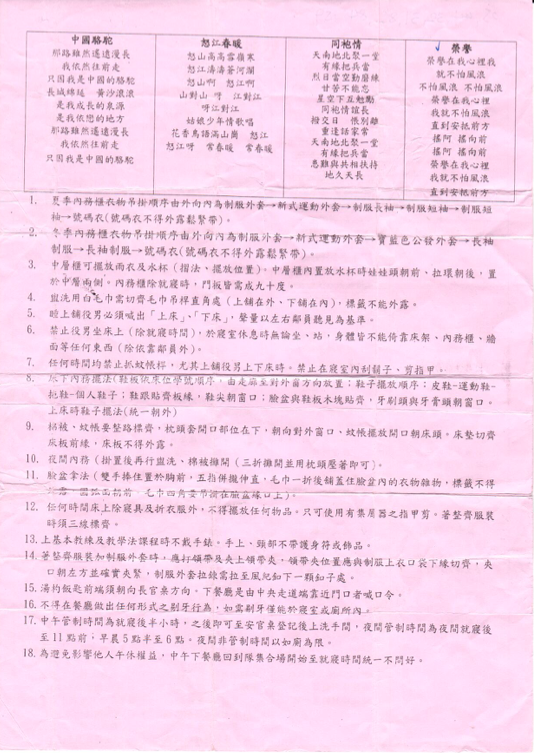 中國駱駝
那路雖然遙遠漫長
我依然往前走
只因我是中國的駱駝
長城綿延　黃沙滾滾
是我成長的泉源
是我依戀的地方
那路雖然遙遠漫長
我依然往前走
只因我是中國的駱駝
怒江春暖
怒山高高雲嶺寒
怒江濤濤蒼河瀾
怒山啊　怒江啊
山對山　呀　江對江
呀江對江
姑娘少年情歌唱
花香鳥語滿山崗　怒江
怒江呀　常春暖　常春暖
同袍情
天南地北聚一堂
有緣把兵當
烈日當空勤磨練
甘苦不能忘
星空下互勉勵
同袍情誼長
撥交日　悵別離
重逢話家常
天南地北聚一堂
有緣把兵當
患難與共相扶持
地久天長
榮譽
榮譽在我心裡我
就不怕風浪
不怕風浪　不怕風浪
榮譽在我心裡
我就不怕風浪
直到安抵前方
搖阿　搖向前
搖阿　搖向前
榮譽在我心裡
我就不怕風浪
直到安抵前方
1. 夏季內務櫃衣物吊掛順序由外向內為制服外套→新式運動外套→制服長袖→制服短袖→制服短
袖→號碼衣(號碼衣不得外露鬆緊帶)。
2. 冬季內務櫃衣物吊掛順序由外向內為制服外套→新式運動外套→寶藍色公發外套→長袖
制服→長袖制服→號碼衣(號碼衣不得外露鬆緊帶)。
3. 中層櫃可擺放雨衣及水杯（摺法、擺放位置）。中層櫃內置放水杯時娃娃頭朝前、拉環朝後，置
於中層兩側。內務櫃除就寢時，門板皆需成九十度。
4. 盥洗用白毛巾需切齊毛巾吊桿直角處（上舖在外、下舖在內)，標籤不能外露。
5. 睡上舖役男必須喊出「上床」、「下床」，聲量以左右鄰員聽見為基準。
6. 禁止役男坐床上（除就寢時間），於寢室休息時無論坐、站，身體皆不能倚靠床架、內務櫃、牆
面等任何東西（除依靠鄰員外)。
7. 任何時間均禁止抓蚊帳桿，尤其上舖役男上下床時。禁止在寢室內刮鬍子、剪指甲。
8. 床下內務擺法(鞋板依床位學號順序，由走廊至對外窗方向放置；鞋子擺放順序：皮鞋-運動鞋-
拖鞋-個人鞋子；鞋跟貼齊板緣，鞋尖朝窗口；臉盆與鞋板木塊貼齊，牙刷頭與牙膏頭朝窗口。
上床時鞋子擺法(統一朝外)
9. 棉被、蚊帳要整路標齊，枕頭套開口部位在下，朝向對外窗口、蚊帳擺放開口朝床頭。床墊切齊
床板前緣，床板不得外露。
10. 夜間內務（掛置後再行盥洗、棉被攤開（三折攤開並用枕頭壓著即可）。
11. 臉盆拿法（雙手捧住置於胸前，五指併攏伸直，毛巾一折後舖蓋住臉盆內的衣物雜物，標籤不得
外露，圓弧面朝前，毛巾四角要吊掛在臉盆緣口上)。
12. 任何時間床上除寢具及折衣服外，不得擺放任何物品。只可使用有集屑器之指甲剪。著整齊服裝
時須三線標齊。
13. 上基本教練及教學法課程時不戴手錶。手上，頸部不帶護身符或飾品。
14. 著整齊服裝加制服外套時，應打領帶及夾上領帶夾。領帶夾位置應與制服上衣口袋下緣切齊，夾
口朝左方並確實夾緊，制服外套拉鍊需拉至風紀如下一顆釦子處。
15. 湯杓飯匙前端須朝向長官桌方向。下餐廳是由中央走道端靠近門口者喊口令。
16. 不得在餐廳做出任何形式之剔牙行為，如需剔牙僅能於寢室或廁所內。
17. 中午管制時間為就寢後半小時，之後即可至安官桌登記後上洗手間，夜間管制時間為夜間就寢後
至 11 點前，早晨 5 點半至 6 點。夜間非管制時間以如廁為限。
18. 為避免影響他人午休權益，中午下餐廳回到隊集合場開始至就寢時間統一不問好。